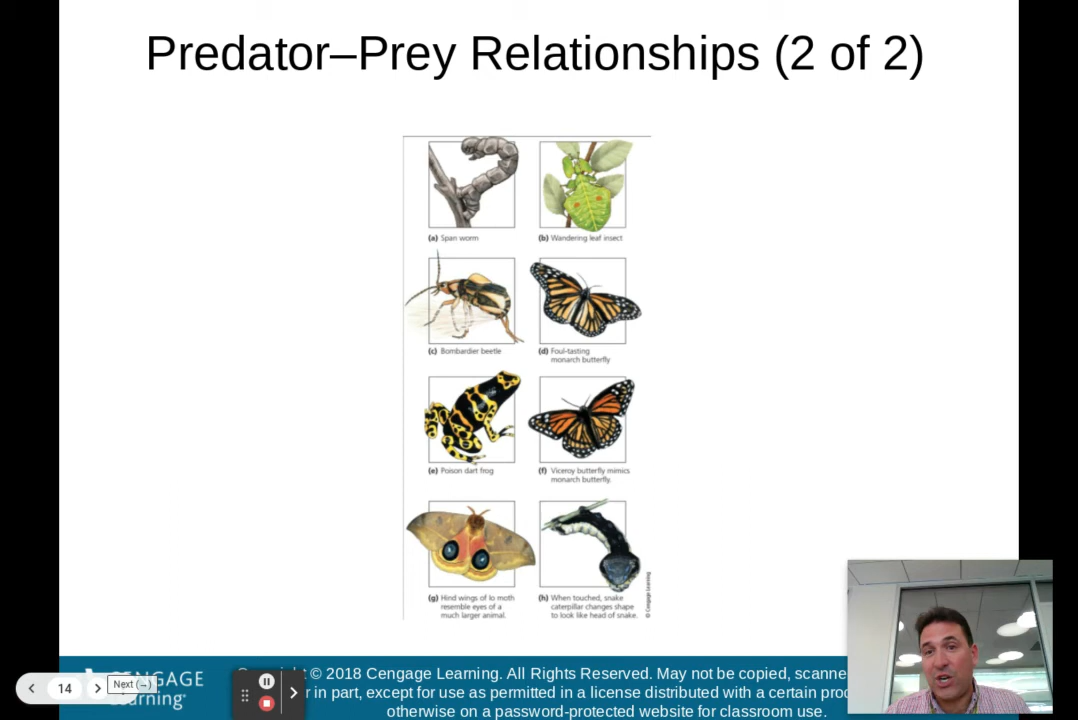 Predator–Prey Relationships (2 of 2)
(a) Span worm
(b) Wandering leaf insect
(c) Bombardier beetle
(d) Foul-tasting
monarch butterfly
(e) Poison dart frog
(f) Viceroy butterfly mimics
monarch butterfly.
(g) Hind wings of Io moth
resemble eyes of a
much larger animal.
(h) When touched, snake
caterpillar changes shape
to look like head of snake.
© Cengage Learning
CENGAGE
Learning®
© 2018 Cengage Learning. All Rights Reserved. May not be copied, scanne
r in part, except for use as permitted in a license distributed with a certain
otherwise on a password-protected website for classroom use.
14
Next (→)